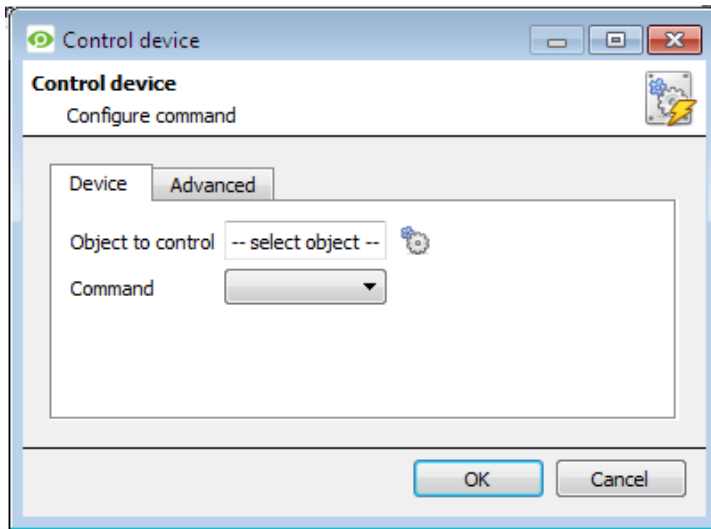 Control device
Control device
Configure command
Device Advanced
Object to control -- select object --
Command
OK Cancel